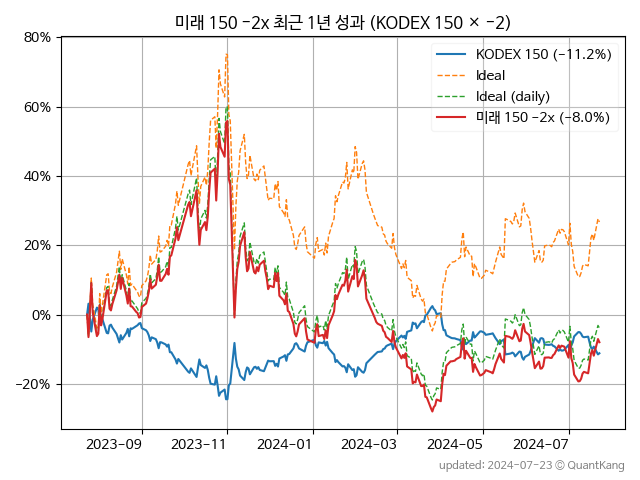 미래 150 -2x 최근 1년 성과 (KODEX 150 × -2)
80%
60%
40%
20%
0%
-20%
KODEX 150 (-11.2%)
Ideal
Ideal (daily)
미래 150 -2x (-8.0%)
2023-09 2023-11 2024-01 2024-03 2024-05 2024-07
updated: 2024-07-23 © QuantKang